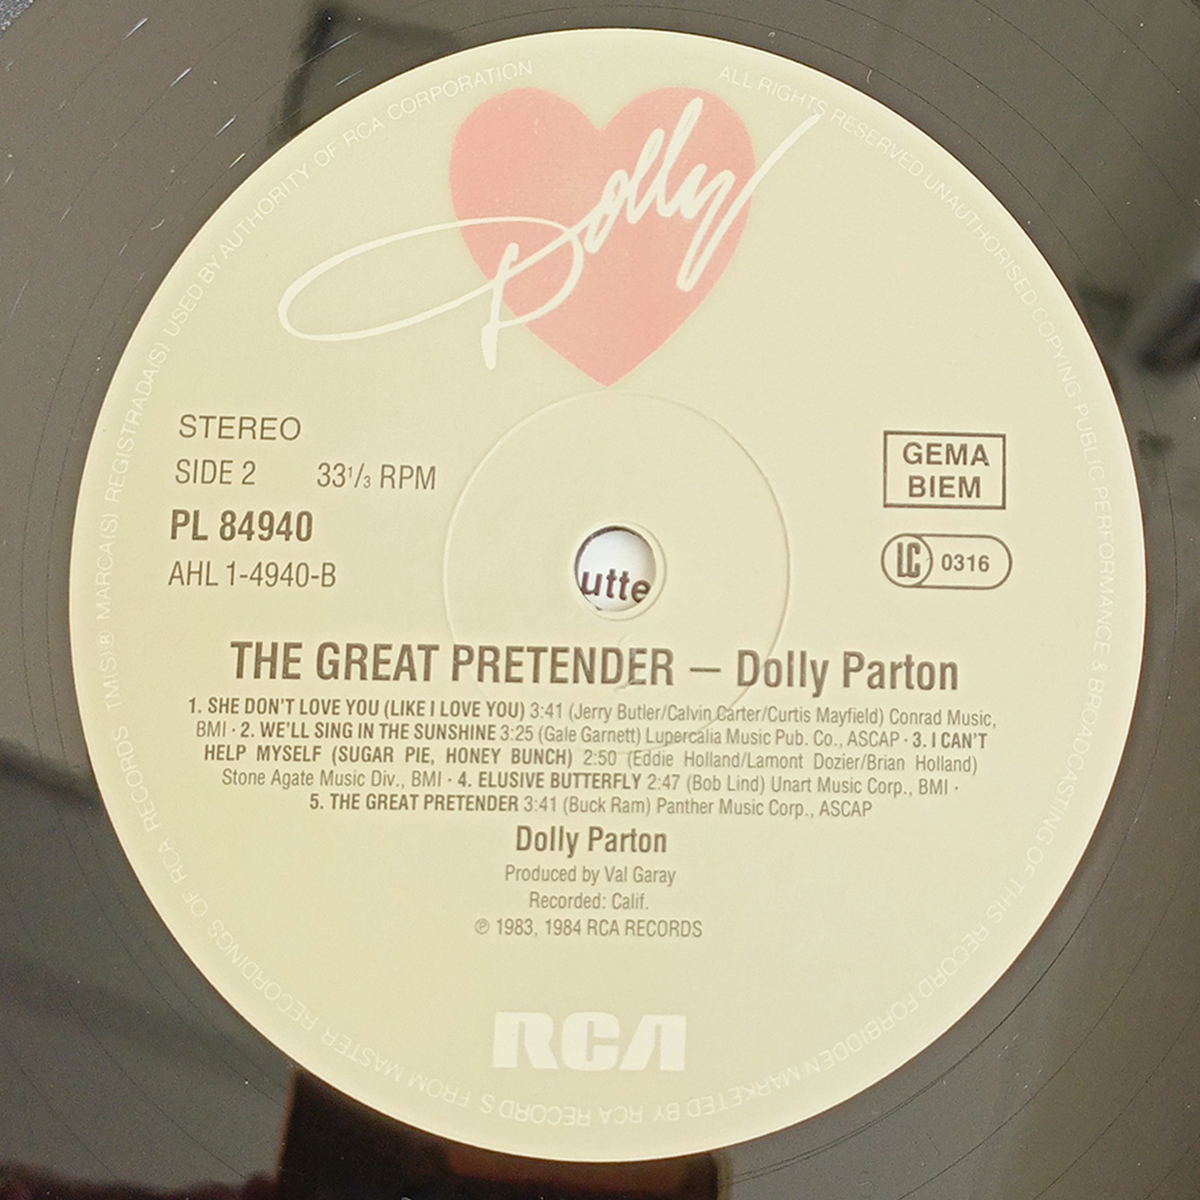 TM(S)® MARCA(S) REGISTRADA(S) USED BY AUTHORITY OF RCA CORPORATION
ALL RIGHTS RESERVED UNAUTHORISED COPYING PUBLIC PERFORMANCE & BROADCASTING OF THIS RECORD FORBIDDEN MARKETED BY RCA RECORDS FROM MASTER RECORDINGS OF RCA RECORDS
Dolly
STEREO
SIDE 2 33 1/3 RPM
PL 84940
AHL 1-4940-B
GEMA
BIEM
LC 0316
utte
THE GREAT PRETENDER – Dolly Parton
1. SHE DON'T LOVE YOU (LIKE I LOVE YOU) 3:41 (Jerry Butler/Calvin Carter/Curtis Mayfield) Conrad Music,
BMI · 2. WE'LL SING IN THE SUNSHINE 3:25 (Gale Garnett) Lupercalia Music Pub. Co., ASCAP · 3. I CAN'T
HELP MYSELF (SUGAR PIE, HONEY BUNCH) 2:50 (Eddie Holland/Lamont Dozier/Brian Holland)
Stone Agate Music Div., BMI · 4. ELUSIVE BUTTERFLY 2:47 (Bob Lind) Unart Music Corp., BMI ·
5. THE GREAT PRETENDER 3:41 (Buck Ram) Panther Music Corp., ASCAP
Dolly Parton
Produced by Val Garay
Recorded: Calif.
℗ 1983, 1984 RCA RECORDS
RCA